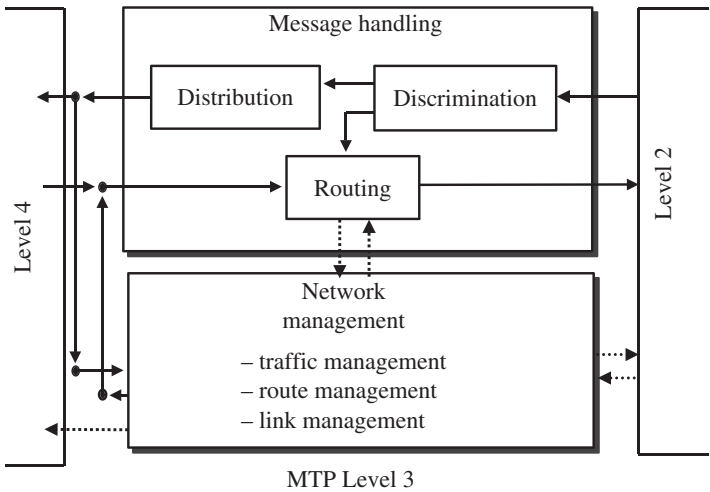 Message handling
Distribution
Discrimination
Routing
Level 4
Level 2
Network
management
– traffic management
– route management
– link management
MTP Level 3